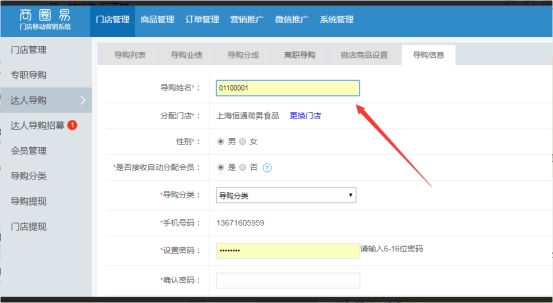 商圈易
门店移动营销系统
门店管理 商品管理 订单管理 营销推广 微信推广 系统管理
门店管理
专职导购
达人导购
达人导购招募 1
会员管理
导购分类
导购提现
门店提现
导购列表 导购业绩 导购分成 离职导购 微店商品设置 导购信息
导购姓名*： 01100001
分配门店： 上海恒通荷昇食品 更换门店
性别*： 男 女
*是否接收自动分配会员： 是 否 ?
*导购分类： 导购分类
*手机号码： 13671605959
*设置密码： •••••••• 请输入6-16位密码
*确认密码：